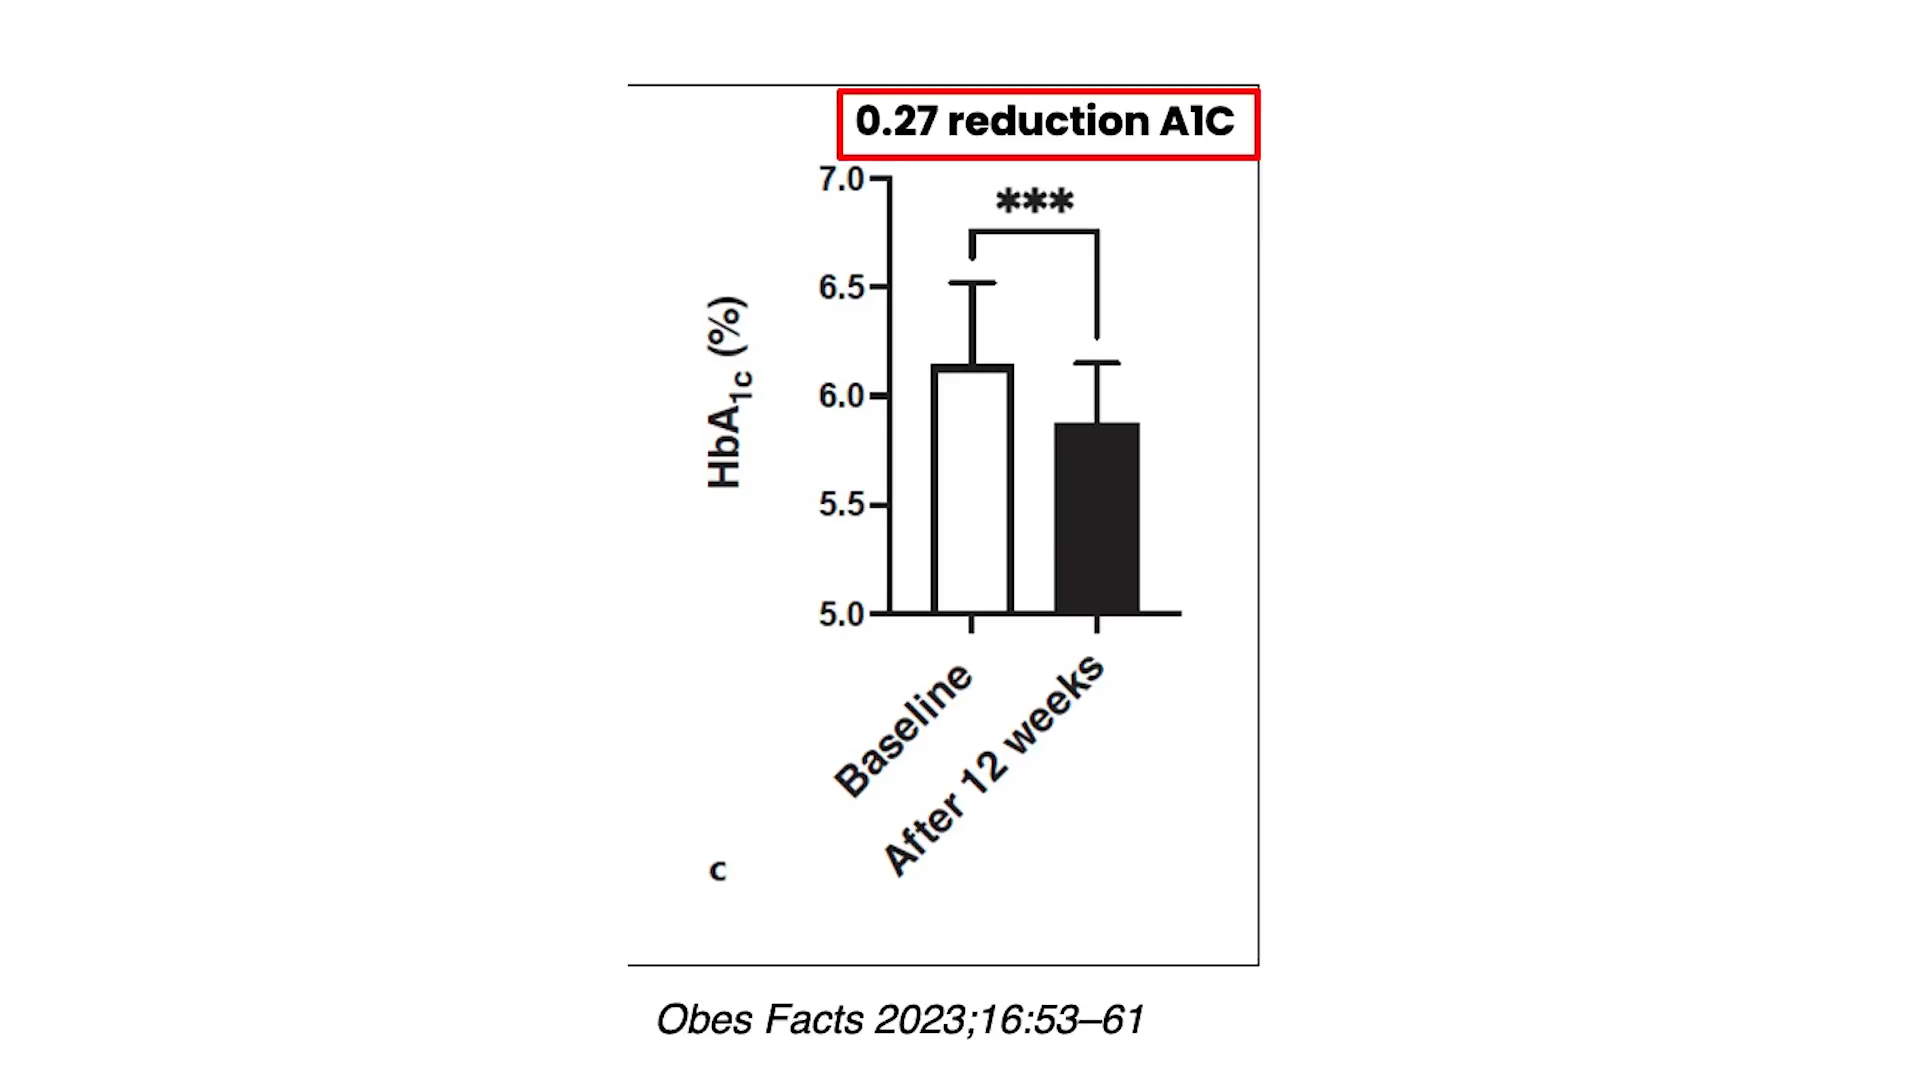 0.27 reduction A1C
7.0
***
6.5
6.0
5.5
5.0
HbA1c (%)
Baseline
After 12 weeks
c
Obes Facts 2023;16:53–61